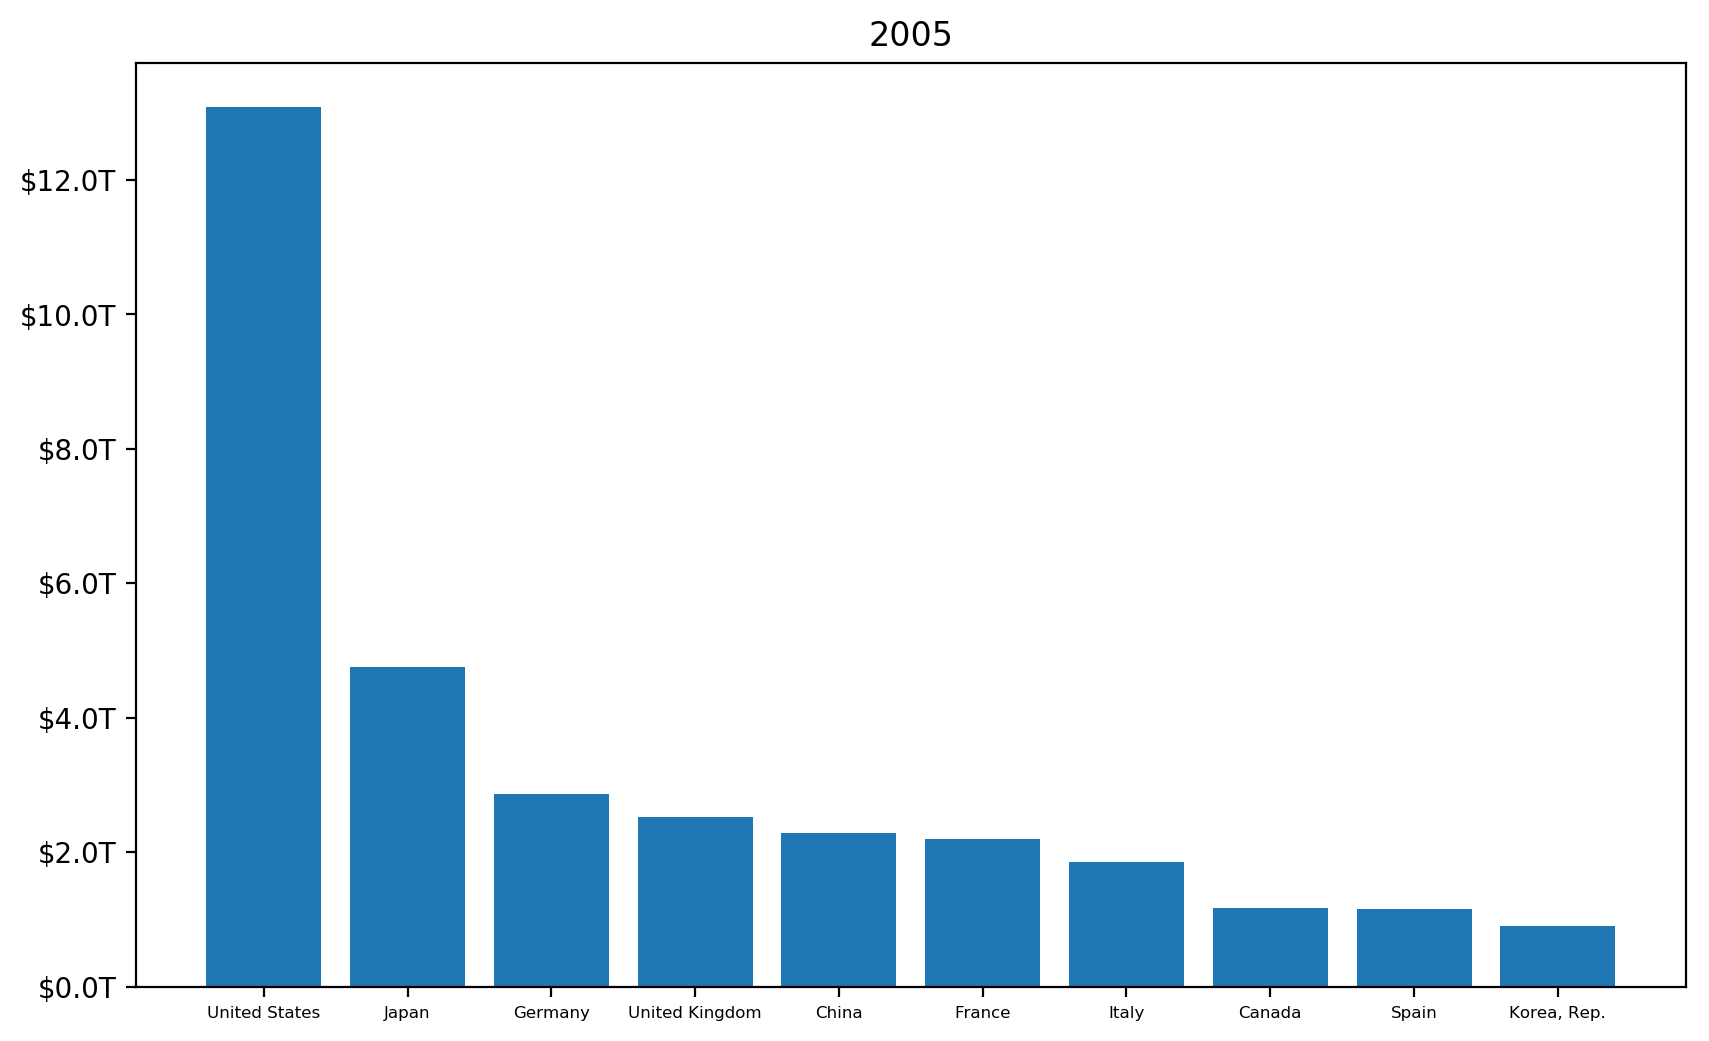 2005
$12.0T
$10.0T
$8.0T
$6.0T
$4.0T
$2.0T
$0.0T
United States Japan Germany United Kingdom China France Italy Canada Spain Korea, Rep.